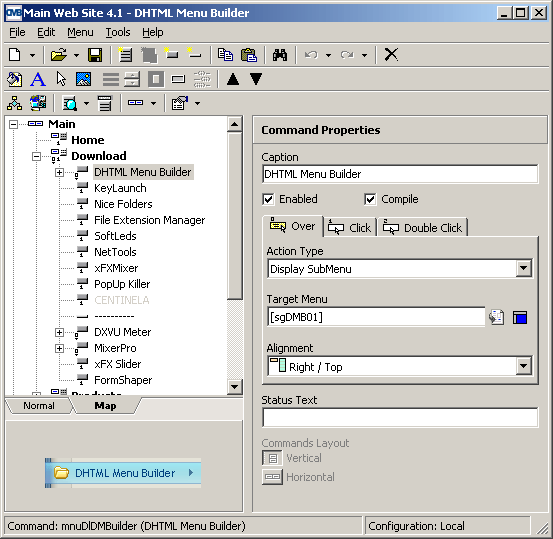 DMB Main Web Site 4.1 - DHTML Menu Builder
File Edit Menu Tools Help
Main
Home
Download
DHTML Menu Builder
KeyLaunch
Nice Folders
File Extension Manager
SoftLeds
NetTools
xFXMixer
PopUp Killer
CENTINELA
----------
DXVU Meter
MixerPro
xFX Slider
FormShaper
Normal Map
DHTML Menu Builder
Command Properties
Caption
DHTML Menu Builder
Enabled Compile
Over Click Double Click
Action Type
Display SubMenu
Target Menu
[sgDMB01]
Alignment
Right / Top
Status Text
Commands Layout
Vertical
Horizontal
Command: mnuDlDMBuilder (DHTML Menu Builder) Configuration: Local